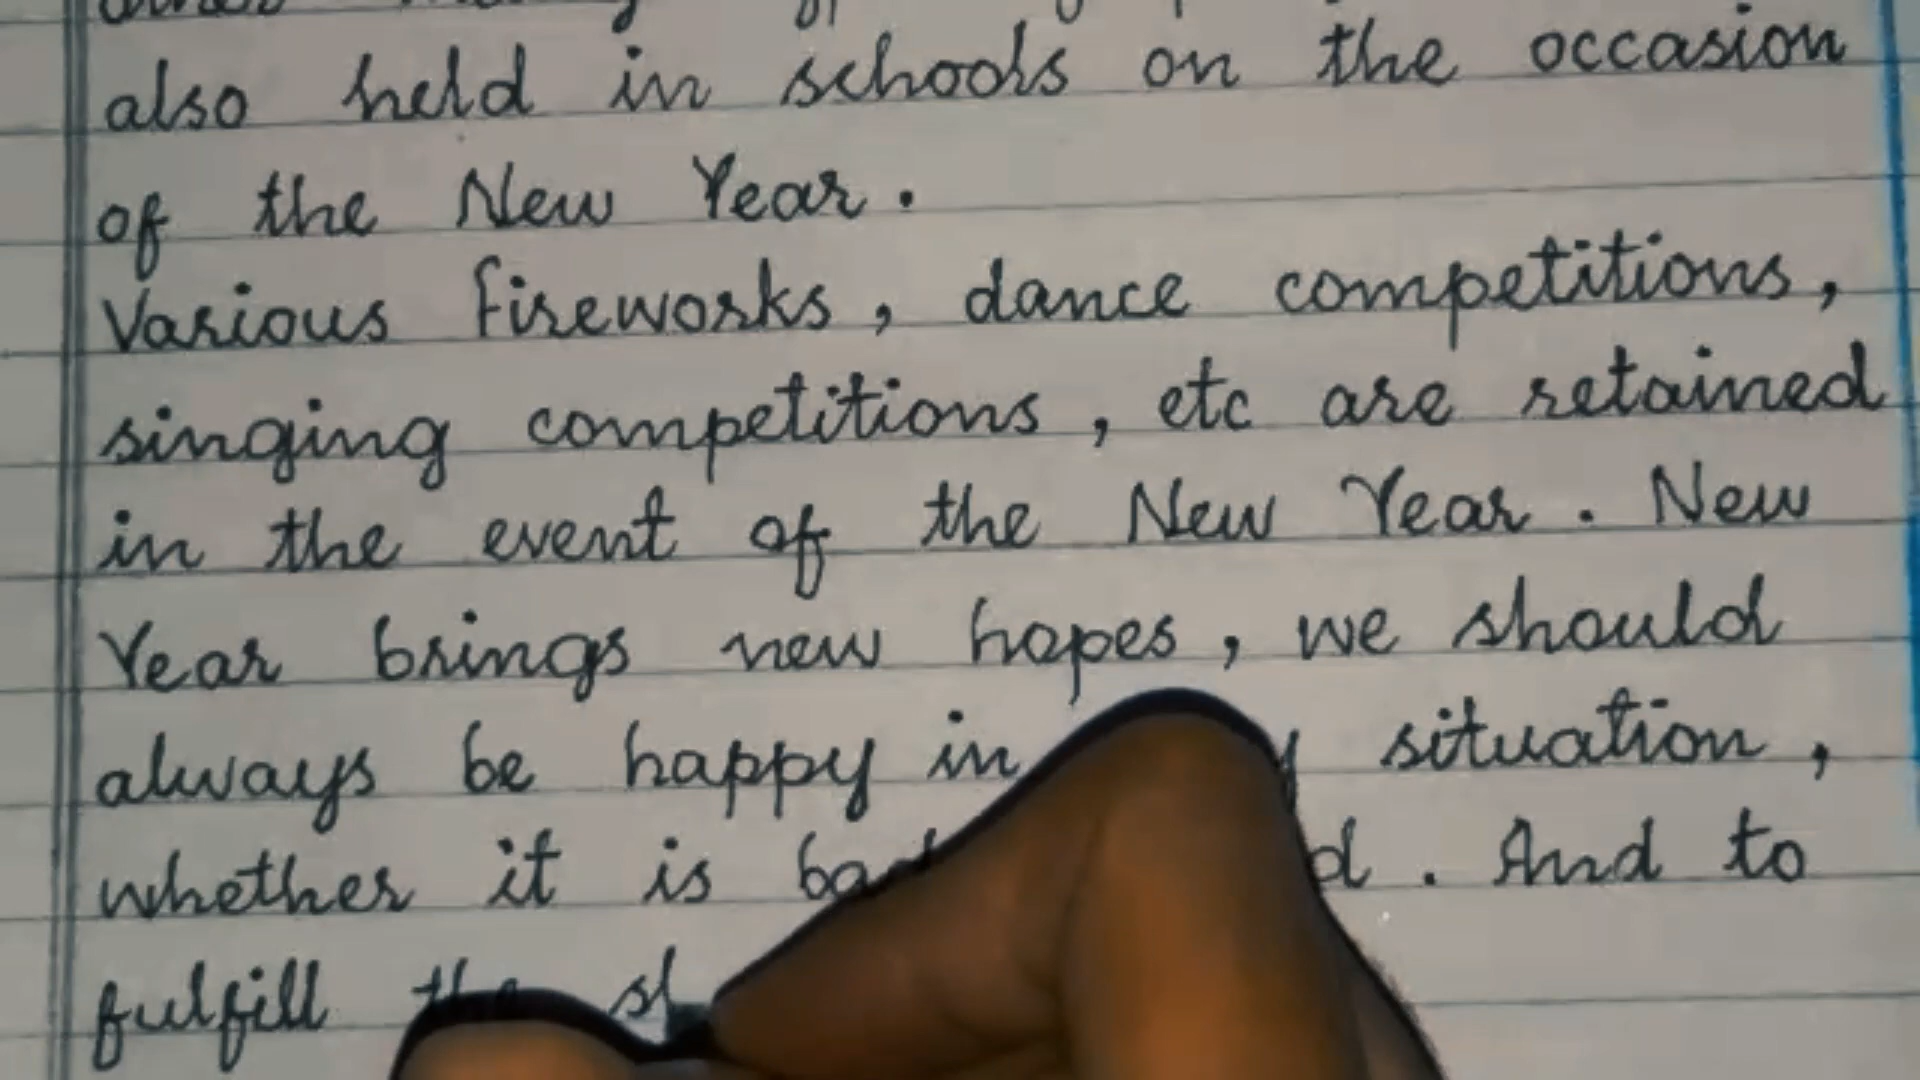 also held in schools on the occasion
of the New Year.
Various fireworks, dance competitions,
singing competitions, etc are retained
in the event of the New Year. New
Year brings new hopes, we should
always be happy in situation,
whether it is . And to
fulfill the